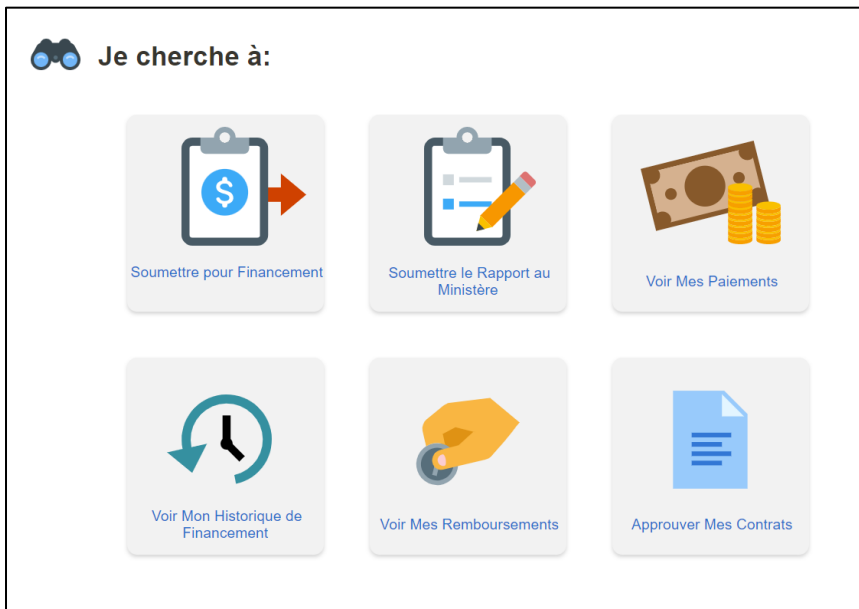 Je cherche à:
$
Soumettre pour Financement
Soumettre le Rapport au
Ministère
Voir Mes Paiements
Voir Mon Historique de
Financement
Voir Mes Remboursements
Approuver Mes Contrats